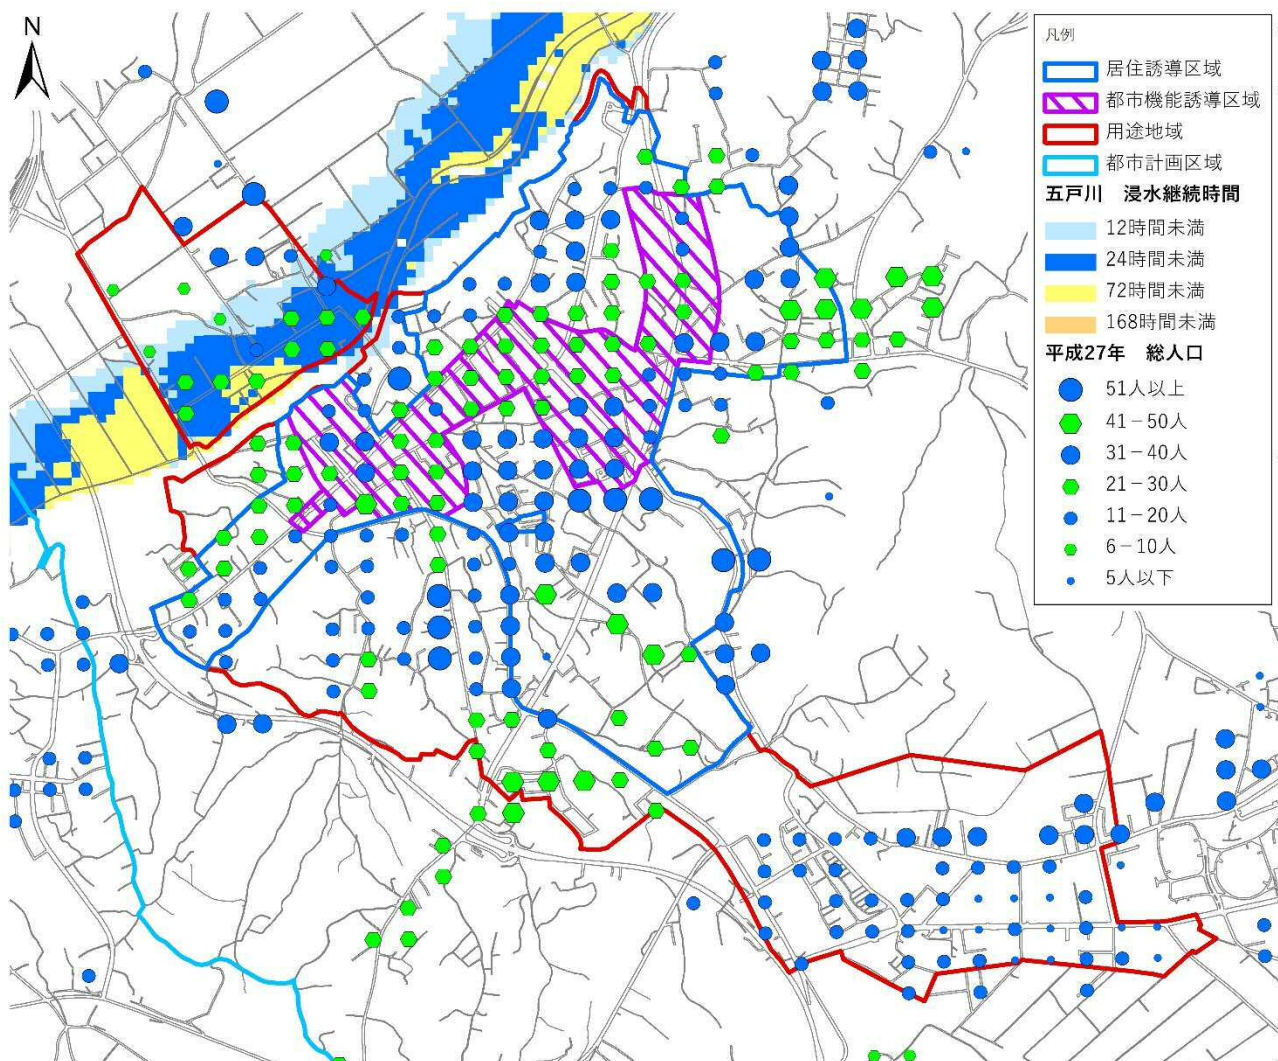 N
凡例
居住誘導区域
都市機能誘導区域
用途地域
都市計画区域
五戸川　浸水継続時間
12時間未満
24時間未満
72時間未満
168時間未満
平成27年　総人口
51人以上
41－50人
31－40人
21－30人
11－20人
6－10人
5人以下